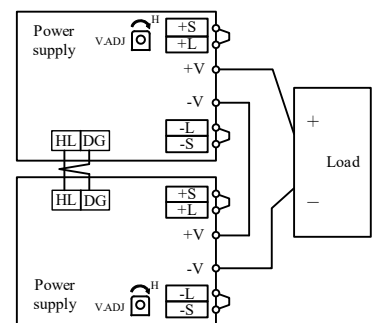 Power
supply
V.ADJ
H
+S
+L
+V
-V
-L
-S
HL DG
+
Load
−
HL DG
+S
+L
+V
-V
Power
supply
V.ADJ
H
-L
-S